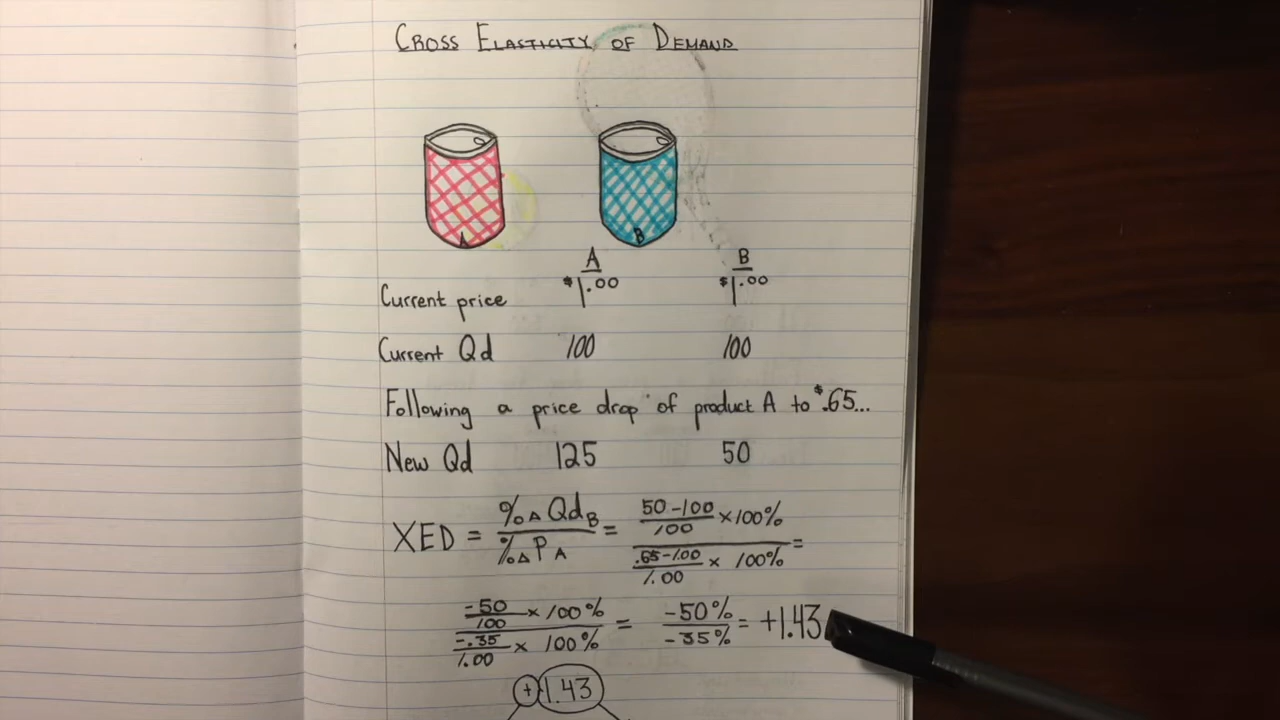 CROSS ELASTICITY OF DEMAND
A B
A B
Current price $1.00 $1.00
Current Qd 100 100
Following a price drop of product A to $.65...
New Qd 125 50
XED = %Δ QdB / %Δ PA = 50-100/100 × 100% / .65-1.00/1.00 × 100% =
-50/100 × 100% / -.35/1.00 × 100% = -50% / -35% = +1.43
+ 1.43